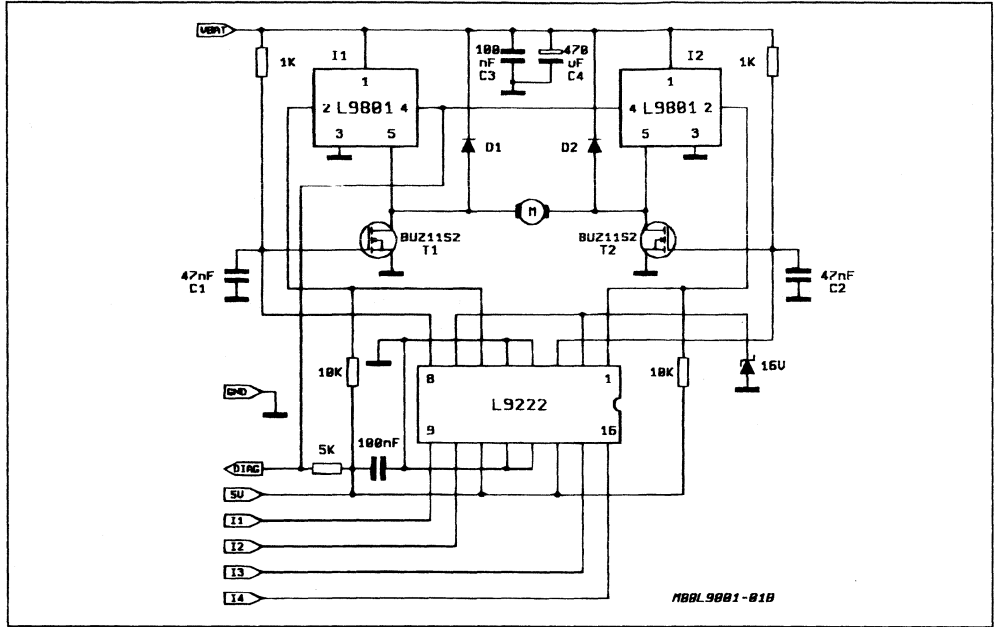 VBAT
I1
100
nF
C3
470
uF
C4
I2
1K
1K
1
1
2 L9801 4
4 L9801 2
3 5
5 3
D1
D2
M
BUZ11S2
T1
BUZ11S2
T2
47nF
C1
47nF
C2
10K
8
1
10K
16V
GND
L9222
9
16
5K
100nF
DIAG
5V
I1
I2
I3
I4
M88L9801-01B